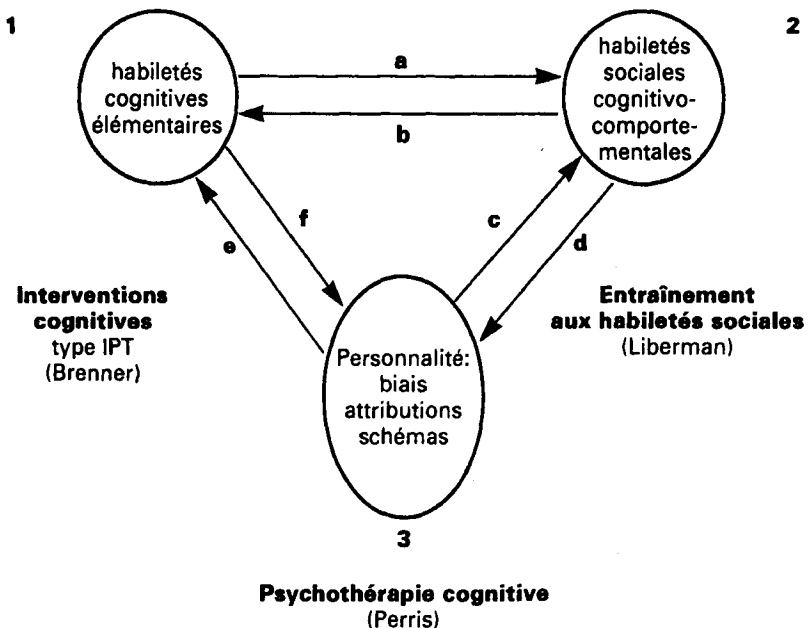 1
2
habiletés
cognitives
élémentaires
habiletés
sociales
cognitivo-
comporte-
mentales
a
b
f
e
c
d
Interventions
cognitives
type IPT
(Brenner)
Entraînement
aux habiletés sociales
(Liberman)
Personnalité:
biais
attributions
schémas
3
Psychothérapie cognitive
(Perris)